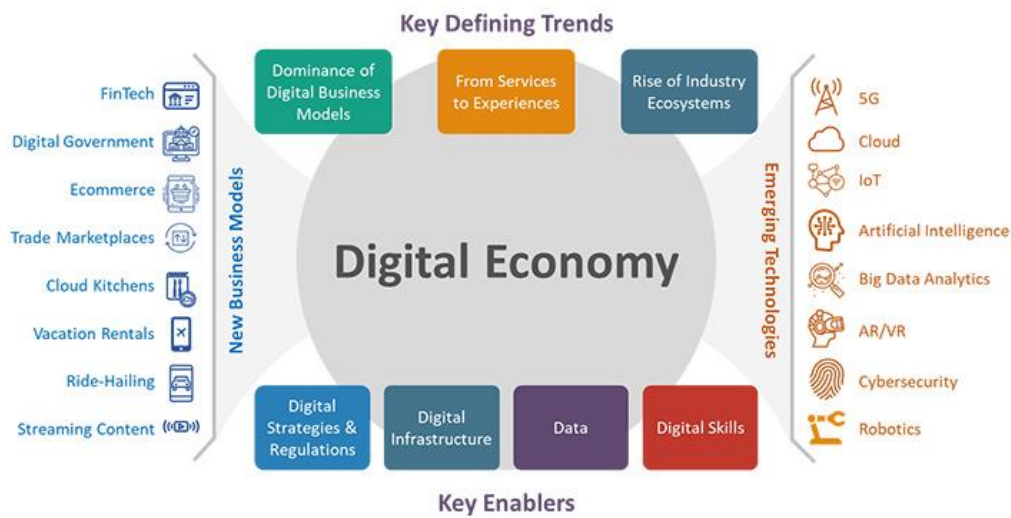 Key Defining Trends
Dominance of
Digital Business
Models
From Services
to Experiences
Rise of Industry
Ecosystems
FinTech
Digital Government
Ecommerce
Trade Marketplaces
Cloud Kitchens
Vacation Rentals
Ride-Hailing
Streaming Content
New Business Models
Digital Economy
Emerging Technologies
5G
Cloud
IoT
Artificial Intelligence
Big Data Analytics
AR/VR
Cybersecurity
Robotics
Digital
Strategies &
Regulations
Digital
Infrastructure
Data
Digital Skills
Key Enablers